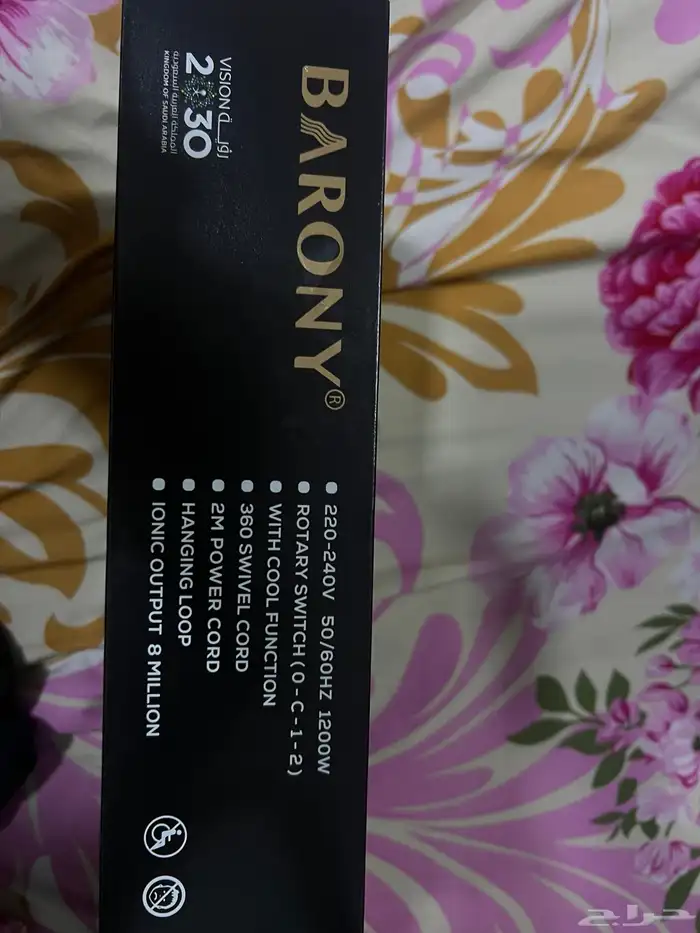 BARONY®
VISION رؤيــة
2030
المملكة العربية السعودية
KINGDOM OF SAUDI ARABIA
220-240V 50/60HZ 1200W
ROTARY SWITCH ( 0 - C - 1 - 2 )
WITH COOL FUNCTION
360 SWIVEL CORD
2M POWER CORD
HANGING LOOP
IONIC OUTPUT 8 MILLION
حراج